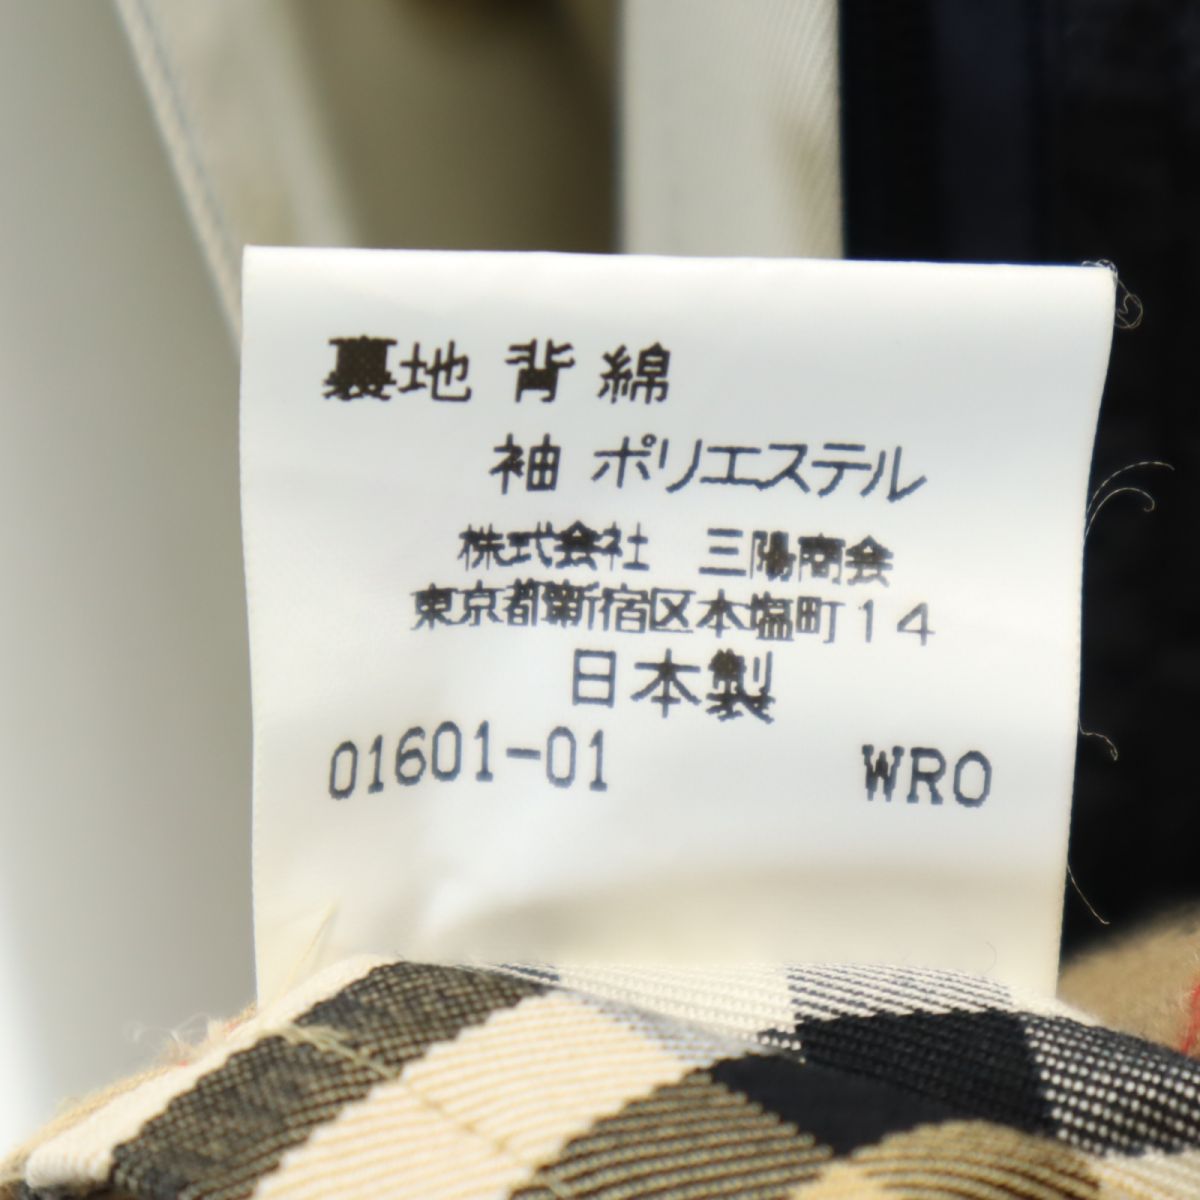 裏地 背 綿
袖 ポリエステル
株式会社 三陽商会
東京都新宿区本塩町14
日本製
01601-01 WRO